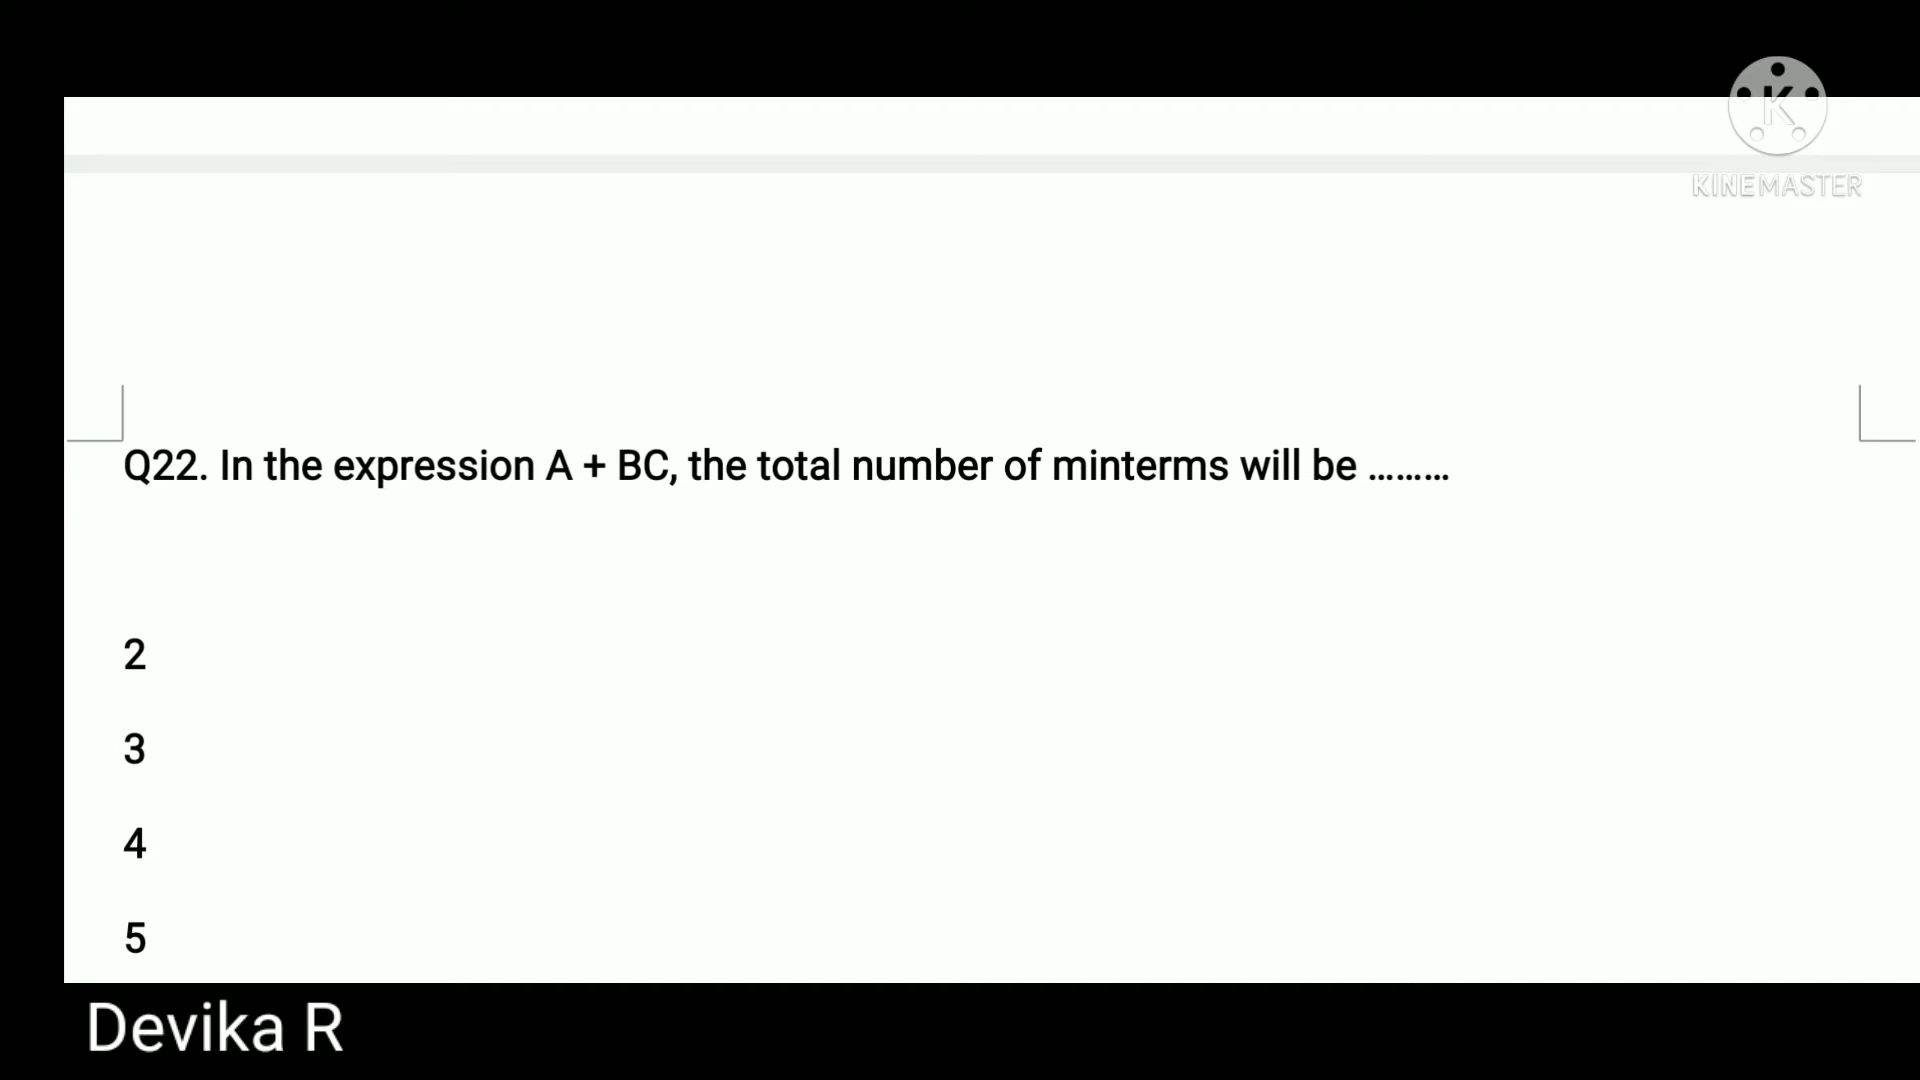 K
KINEMASTER
Q22. In the expression A + BC, the total number of minterms will be .........
2
3
4
5
Devika R